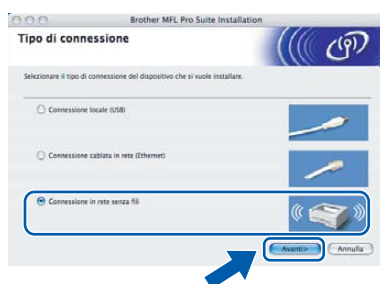 Brother MFL Pro Suite Installation
Tipo di connessione
Selezionare il tipo di connessione del dispositivo che si vuole installare.
Connessione locale (USB)
Connessione cablata in rete (Ethernet)
Connessione in rete senza fili
Avanti> Annulla